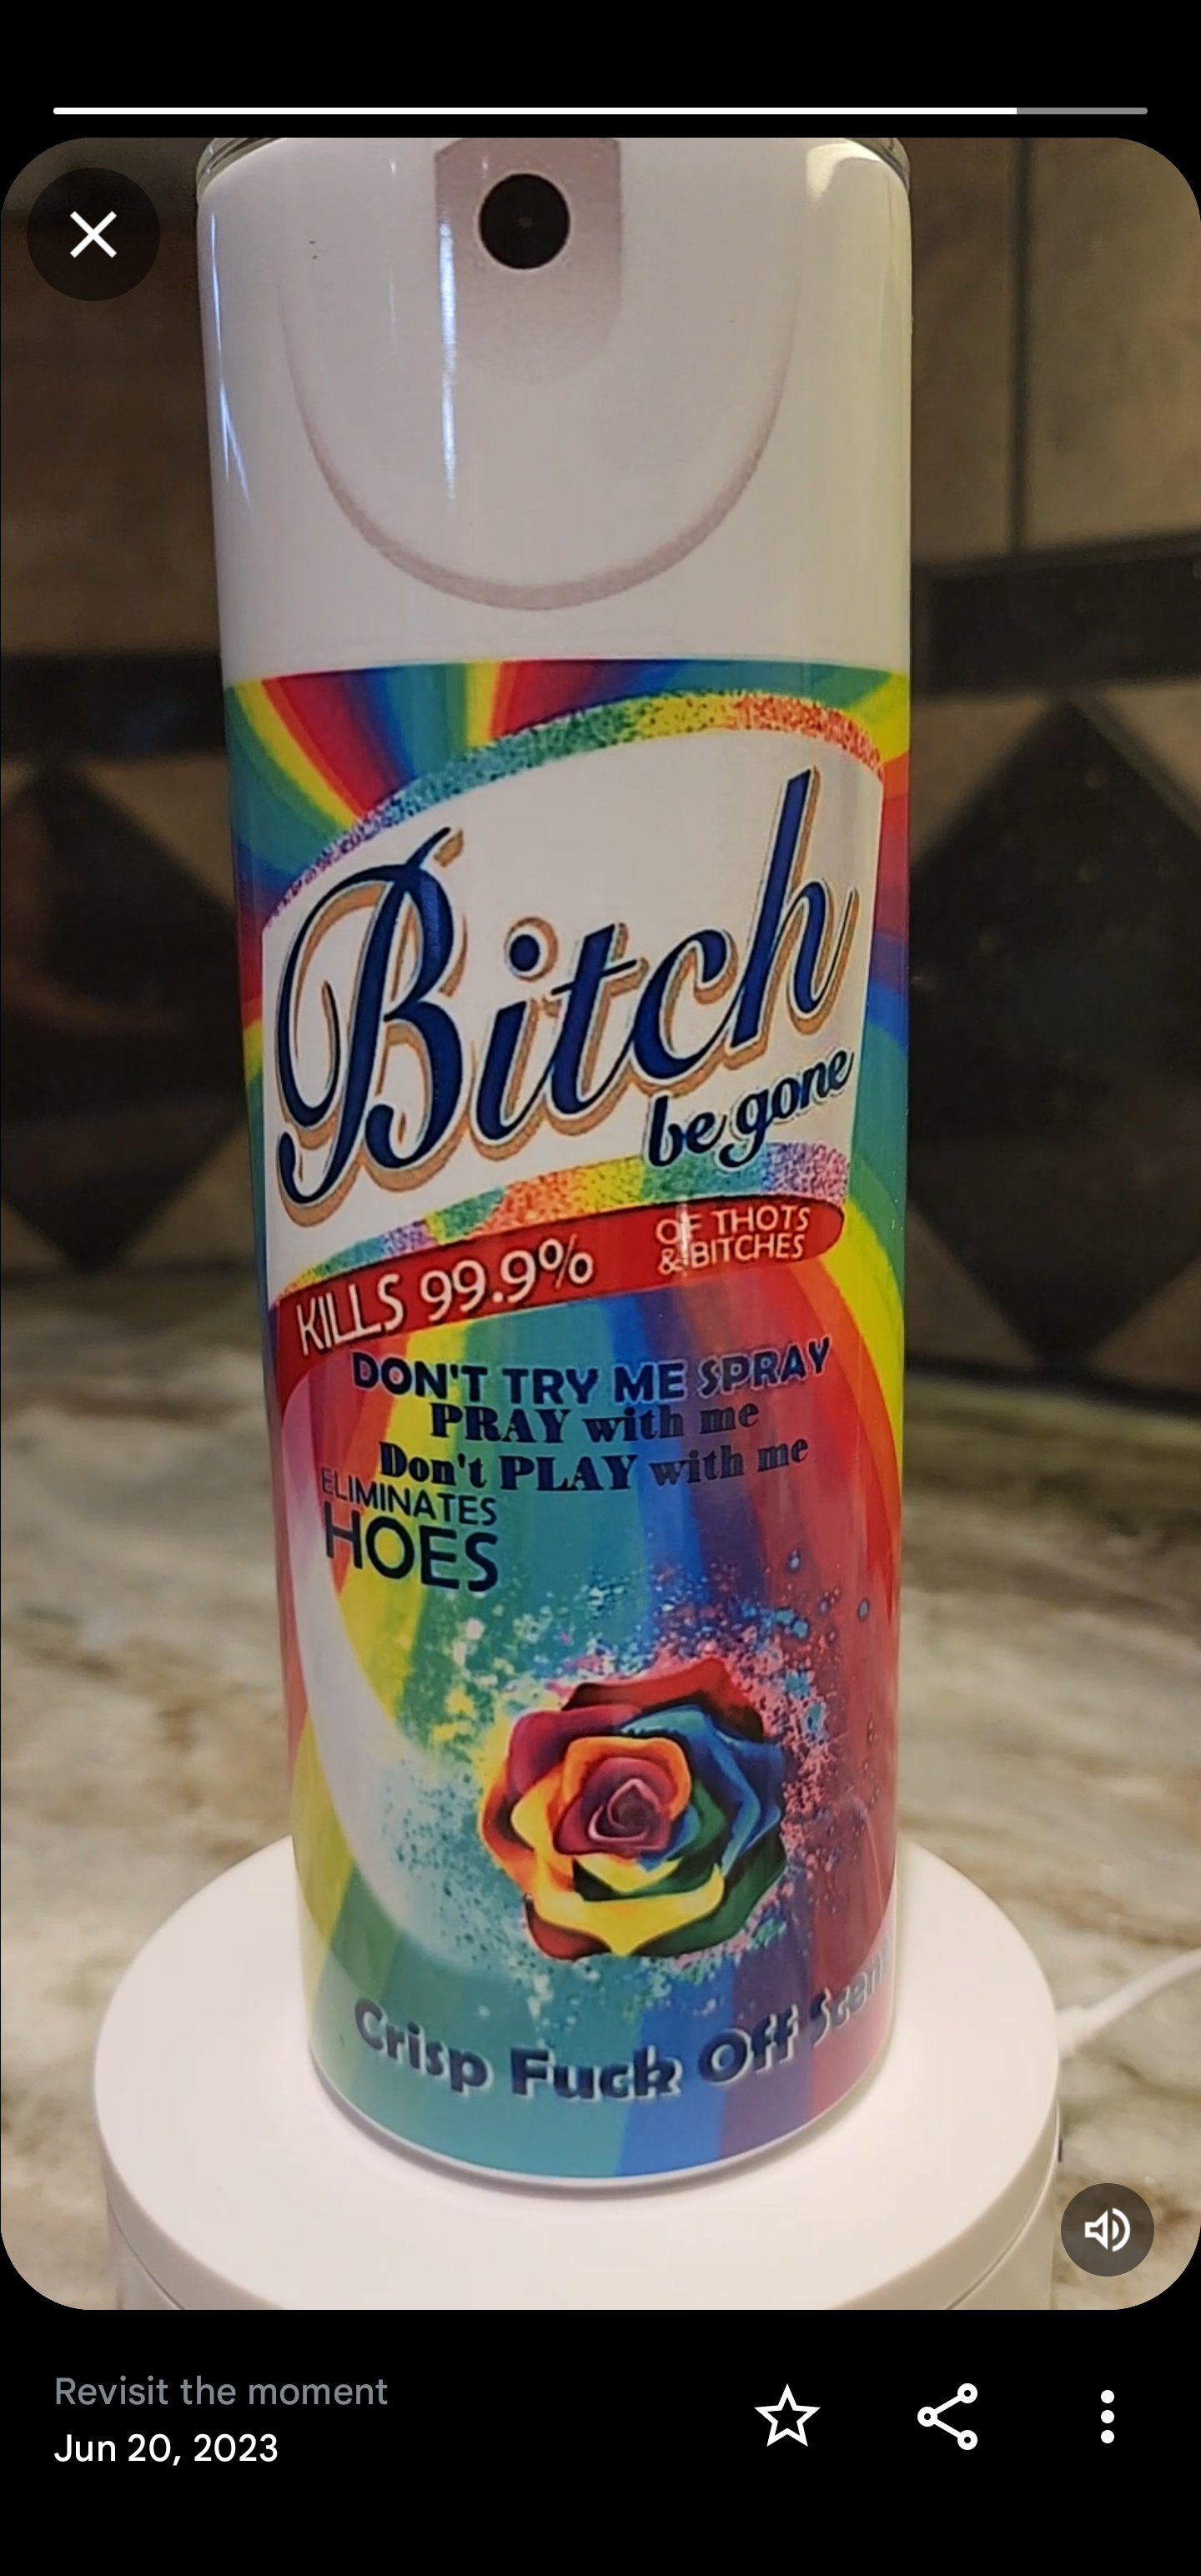 Bitch
be gone
KILLS 99.9% OF THOTS
& BITCHES
DON'T TRY ME SPRAY
PRAY with me
Don't PLAY with me
ELIMINATES
HOES
Crisp Fuck Off Scen
Revisit the moment
Jun 20, 2023